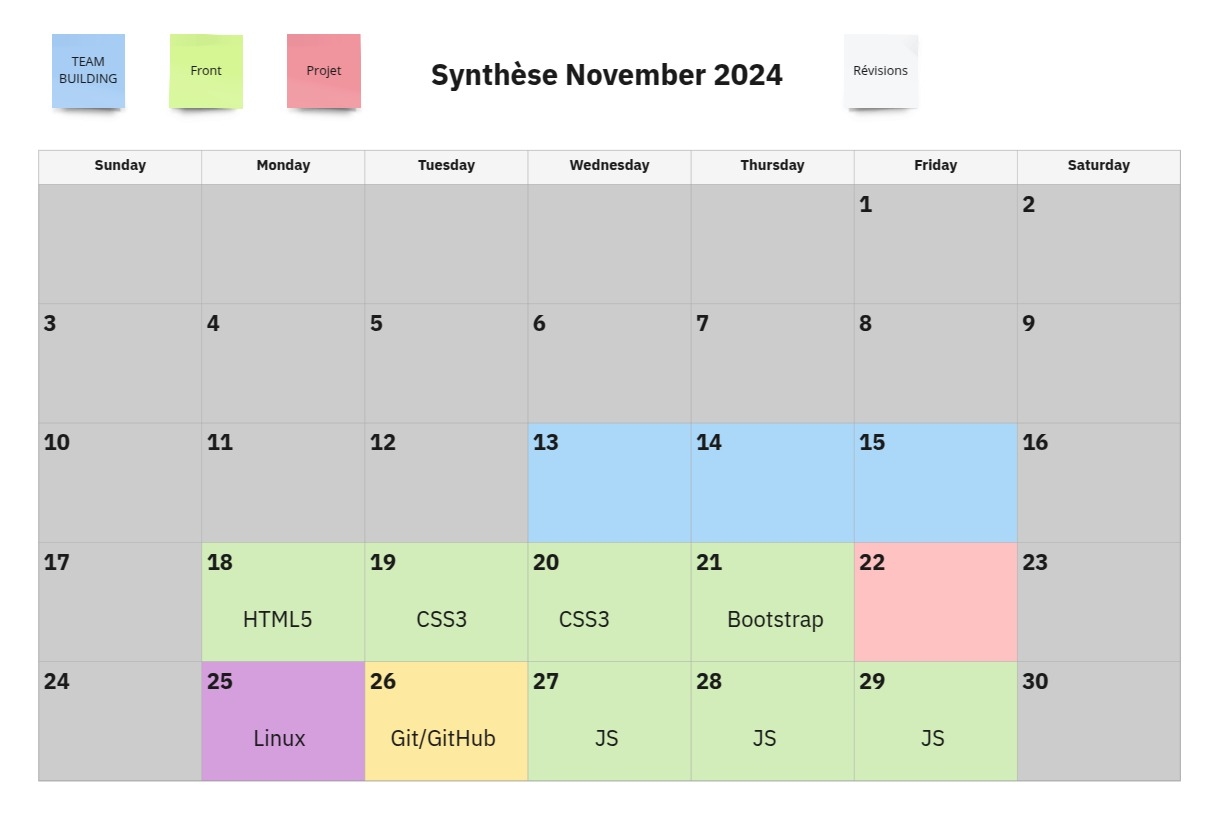 TEAM
BUILDING
Front
Projet
Synthèse November 2024
Révisions
Sunday Monday Tuesday Wednesday Thursday Friday Saturday
1 2
3 4 5 6 7 8 9
10 11 12 13 14 15 16
17 18 19 20 21 22 23
HTML5 CSS3 CSS3 Bootstrap
24 25 26 27 28 29 30
Linux Git/GitHub JS JS JS